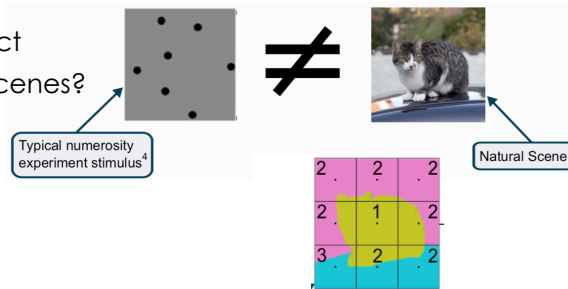 ct
cenes?
≠
Typical numerosity
experiment stimulus4
Natural Scene
2 2 2
2 1 2
3 2 2